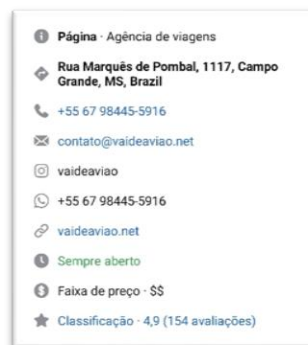 Página · Agência de viagens
Rua Marquês de Pombal, 1117, Campo
Grande, MS, Brazil
+55 67 98445-5916
contato@vaideaviao.net
vaideaviao
+55 67 98445-5916
vaideaviao.net
Sempre aberto
Faixa de preço · $$
Classificação · 4,9 (154 avaliações)